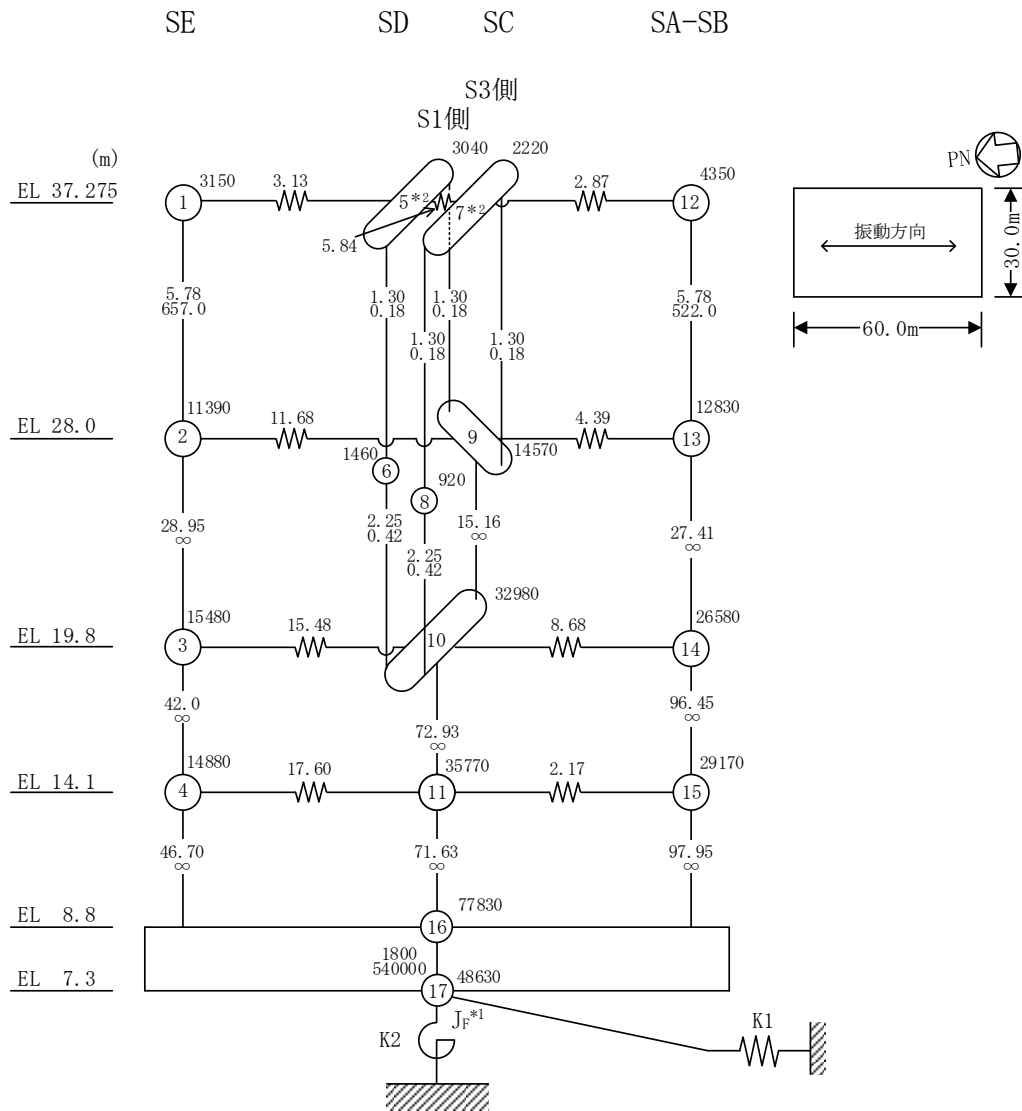 SE SD SC SA-SB
S3側
S1側
(m) 3040 2220
PN
EL 37.275 1 3150 3.13 5*2 7*2 2.87 4350 12
5.84
振動方向
30.0m
60.0m
5.78
657.0
1.30
0.18
1.30
0.18
1.30
0.18
1.30
0.18
5.78
522.0
EL 28.0 2 11390 11.68 9 14570 4.39 12830 13
1460 6
920 8
28.95
∞
2.25
0.42
2.25
0.42
15.16
∞
27.41
∞
32980
EL 19.8 3 15480 15.48 10 8.68 26580 14
42.0
∞
72.93
∞
96.45
∞
EL 14.1 4 14880 17.60 11 35770 2.17 29170 15
46.70
∞
71.63
∞
97.95
∞
EL 8.8 16 77830
1800
540000
EL 7.3 17 48630
K2 JF*1 K1